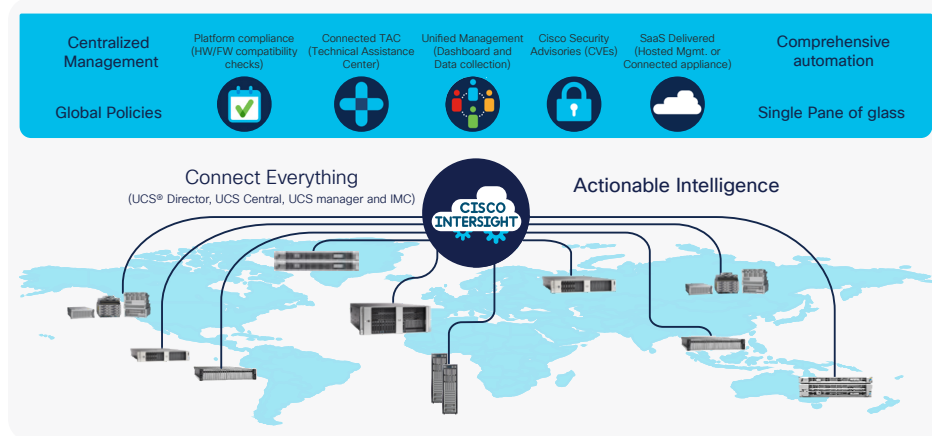 Centralized
Management
Global Policies
Platform compliance
(HW/FW compatibility
checks)
Connected TAC
(Technical Assistance
Center)
Unified Management
(Dashboard and
Data collection)
Cisco Security
Advisories (CVEs)
SaaS Delivered
(Hosted Mgmt. or
Connected appliance)
Comprehensive
automation
Single Pane of glass
Connect Everything
(UCS® Director, UCS Central, UCS manager and IMC)
CISCO
INTERSIGHT
Actionable Intelligence